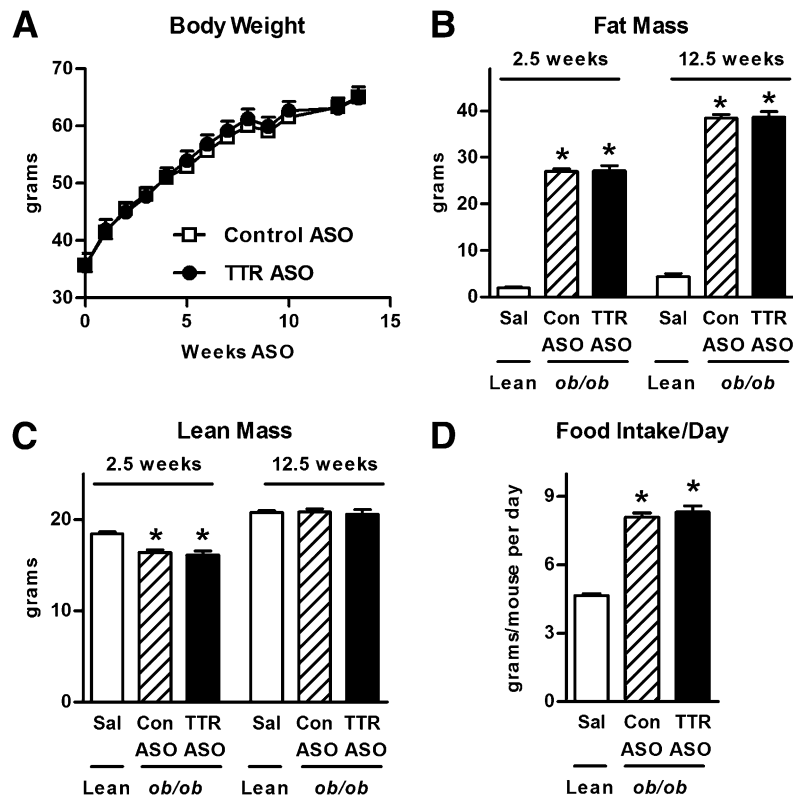 A
Body Weight
70
60
50
40
30
grams
Control ASO
TTR ASO
0
5
10
15
Weeks ASO
B
Fat Mass
2.5 weeks
12.5 weeks
40
30
20
10
0
grams
* * * *
Sal Con TTR Sal Con TTR
ASO ASO ASO ASO
Lean ob/ob Lean ob/ob
C
Lean Mass
2.5 weeks
12.5 weeks
20
10
0
grams
* *
Sal Con TTR Sal Con TTR
ASO ASO ASO ASO
Lean ob/ob Lean ob/ob
D
Food Intake/Day
9
6
3
0
grams/mouse per day
* *
Sal Con TTR
ASO ASO
Lean ob/ob